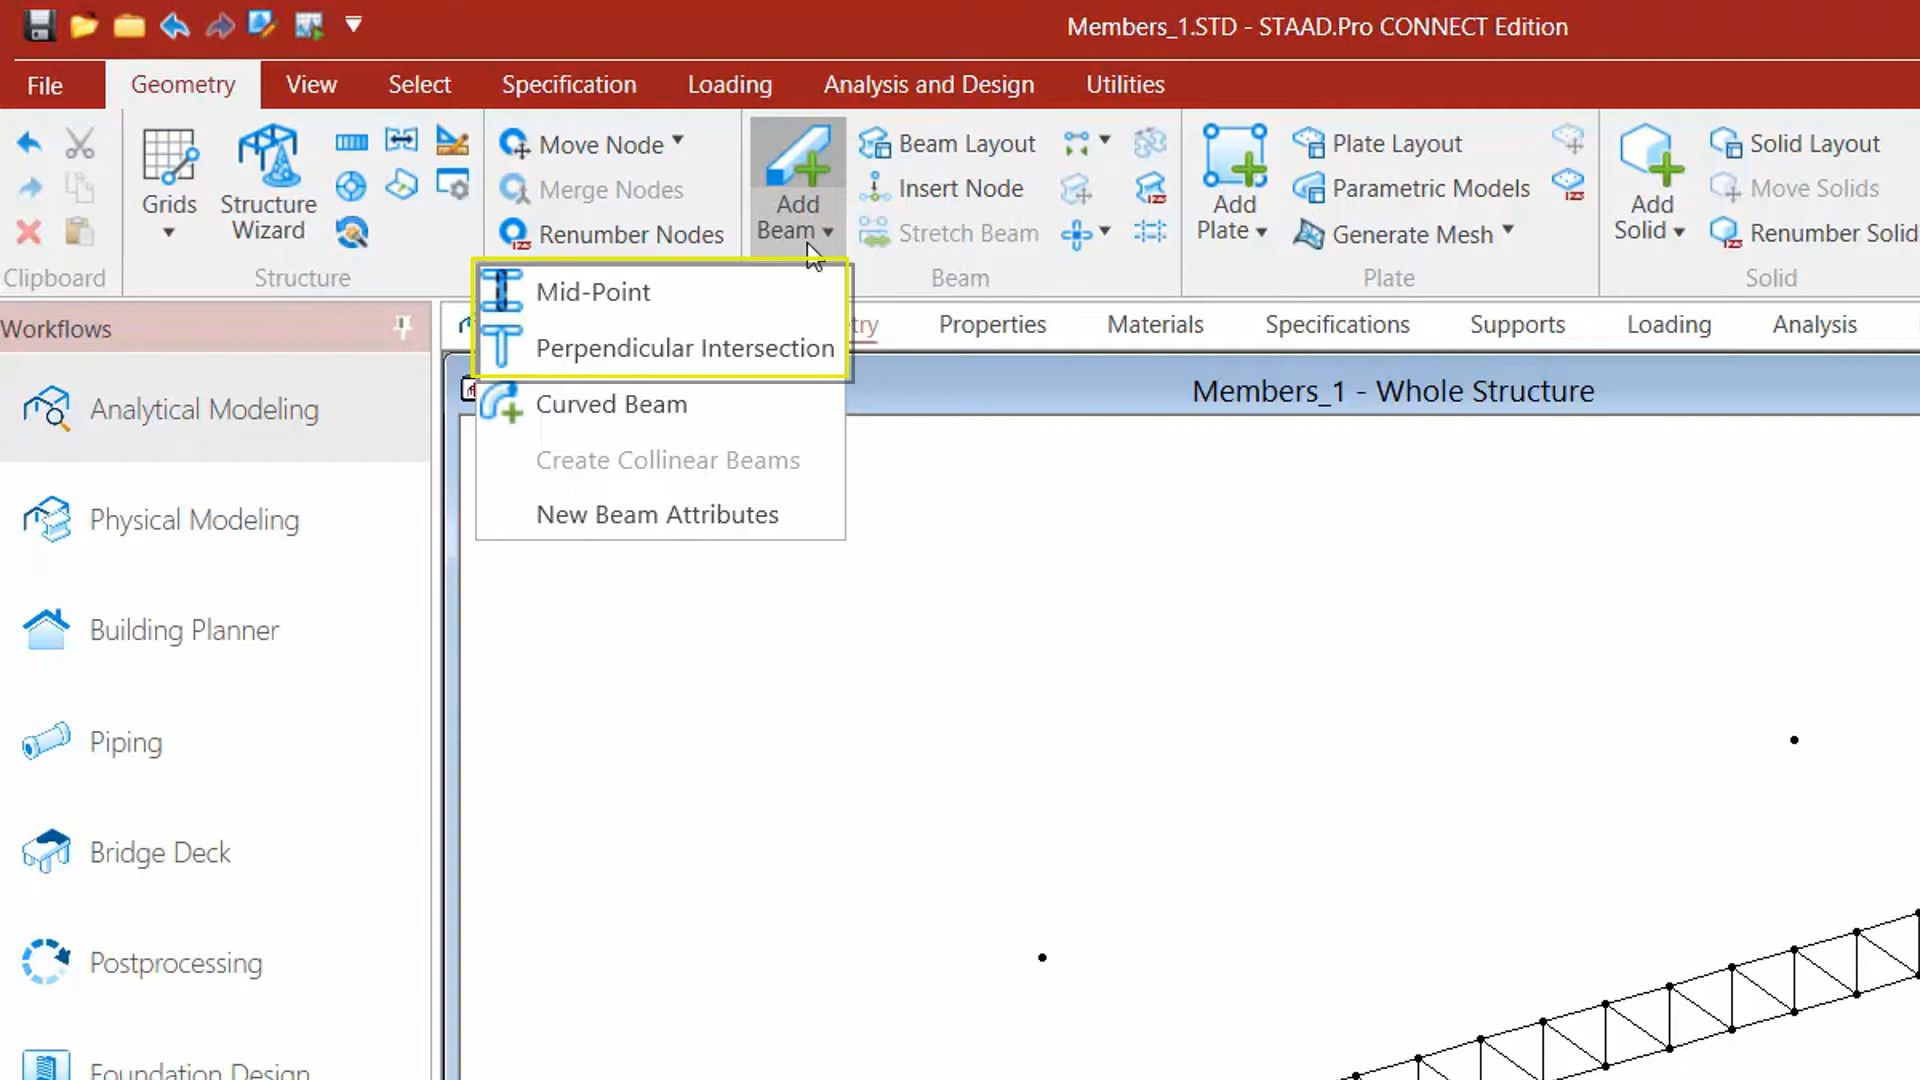 Members_1.STD - STAAD.Pro CONNECT Edition
File
Geometry
View
Select
Specification
Loading
Analysis and Design
Utilities
Grids
Structure
Wizard
Move Node
Merge Nodes
Renumber Nodes
Add
Beam
Beam Layout
Insert Node
Stretch Beam
Add
Plate
Plate Layout
Parametric Models
Generate Mesh
Add
Solid
Solid Layout
Move Solids
Renumber Solid
Clipboard
Structure
Beam
Plate
Solid
Mid-Point
Perpendicular Intersection
Curved Beam
Create Collinear Beams
New Beam Attributes
Workflows
Properties
Materials
Specifications
Supports
Loading
Analysis
Members_1 - Whole Structure
Analytical Modeling
Physical Modeling
Building Planner
Piping
Bridge Deck
Postprocessing
Foundation Design